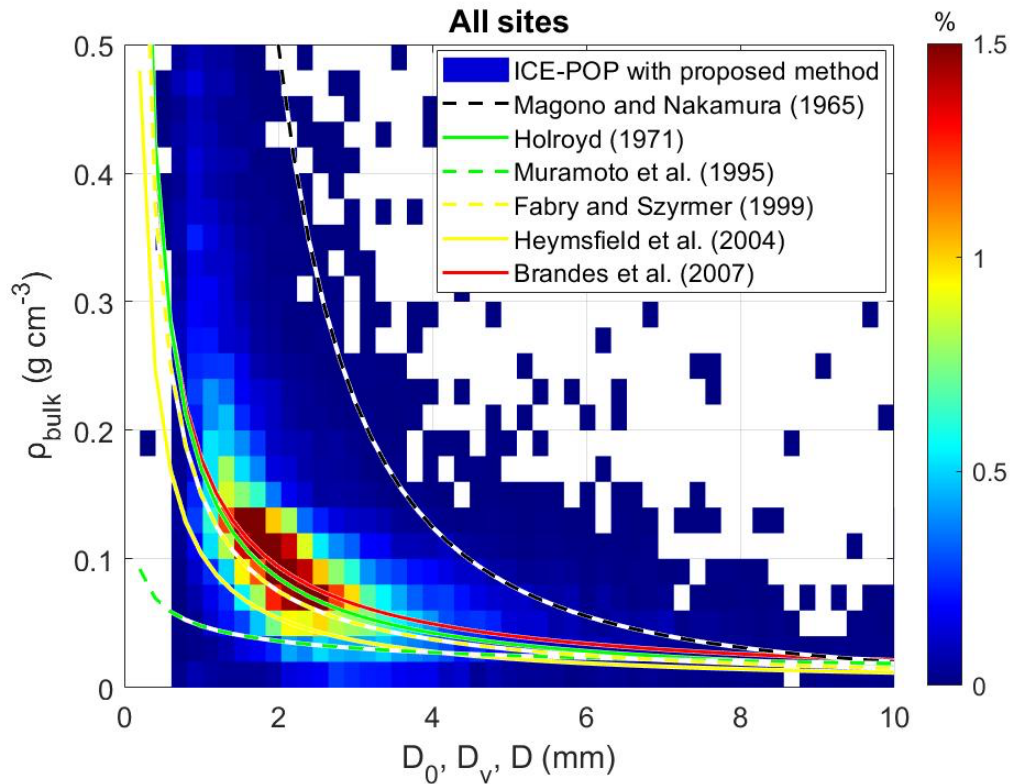 All sites
%
ICE-POP with proposed method
Magono and Nakamura (1965)
Holroyd (1971)
Muramoto et al. (1995)
Fabry and Szyrmer (1999)
Heymsfield et al. (2004)
Brandes et al. (2007)
0.5
0.4
0.3
0.2
0.1
0
ρbulk (g cm-3)
0 2 4 6 8 10
D0, Dv, D (mm)
1.5
1
0.5
0